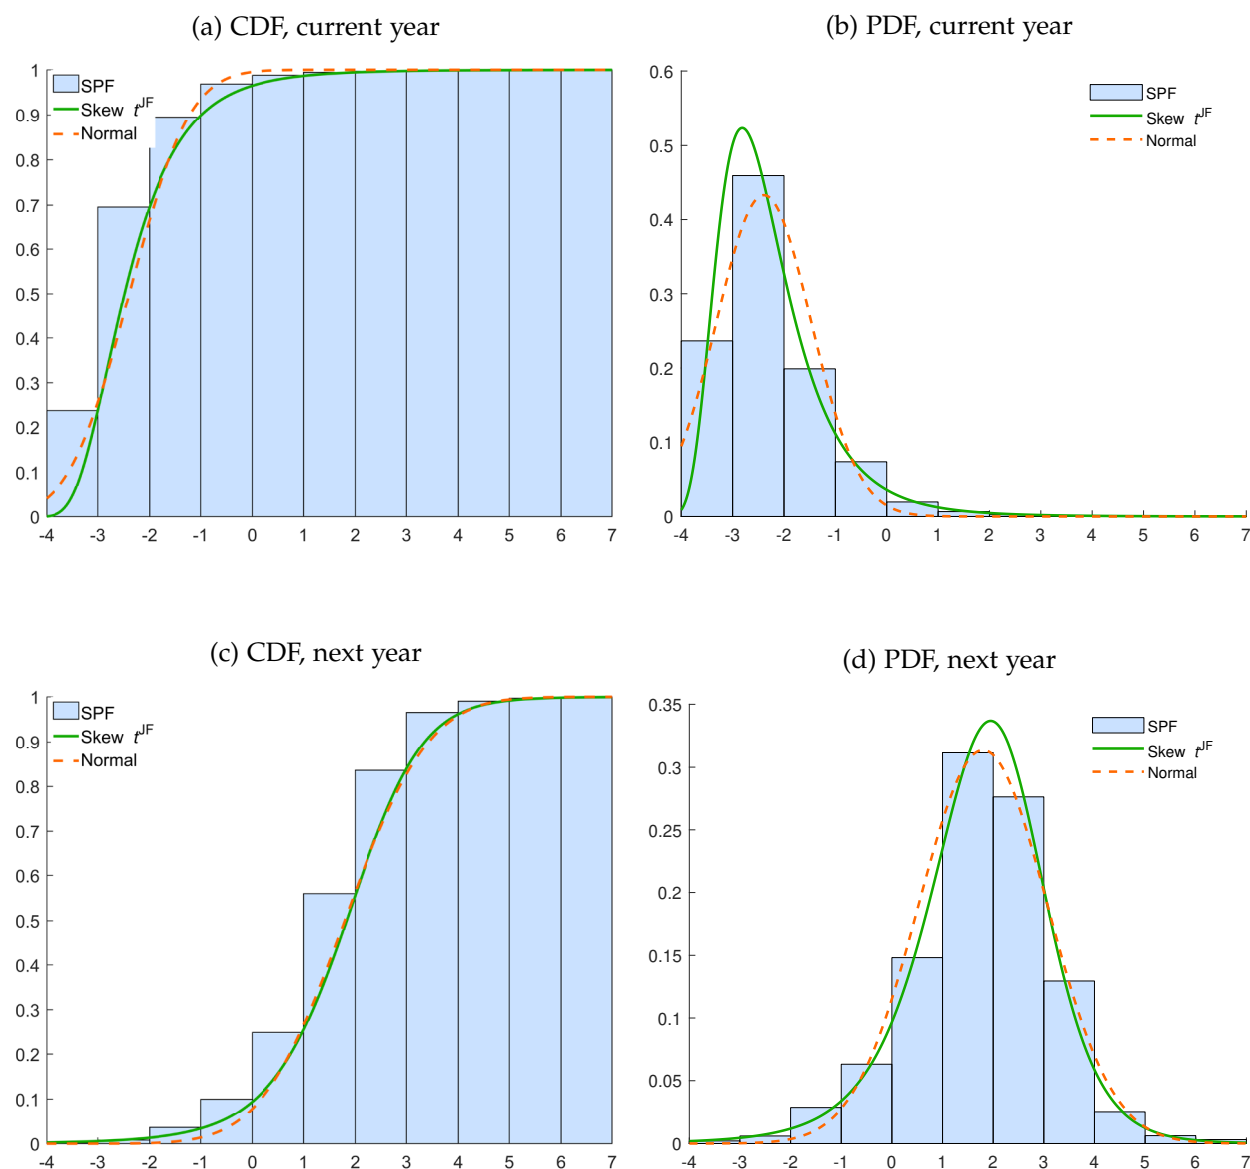 (a) CDF, current year
1
0.9
0.8
0.7
0.6
0.5
0.4
0.3
0.2
0.1
0
-4 -3 -2 -1 0 1 2 3 4 5 6 7
SPF
Skew t^JF
Normal
(b) PDF, current year
0.6
0.5
0.4
0.3
0.2
0.1
0
-4 -3 -2 -1 0 1 2 3 4 5 6 7
SPF
Skew t^JF
Normal
(c) CDF, next year
1
0.9
0.8
0.7
0.6
0.5
0.4
0.3
0.2
0.1
0
-4 -3 -2 -1 0 1 2 3 4 5 6 7
SPF
Skew t^JF
Normal
(d) PDF, next year
0.35
0.3
0.25
0.2
0.15
0.1
0.05
0
-4 -3 -2 -1 0 1 2 3 4 5 6 7
SPF
Skew t^JF
Normal